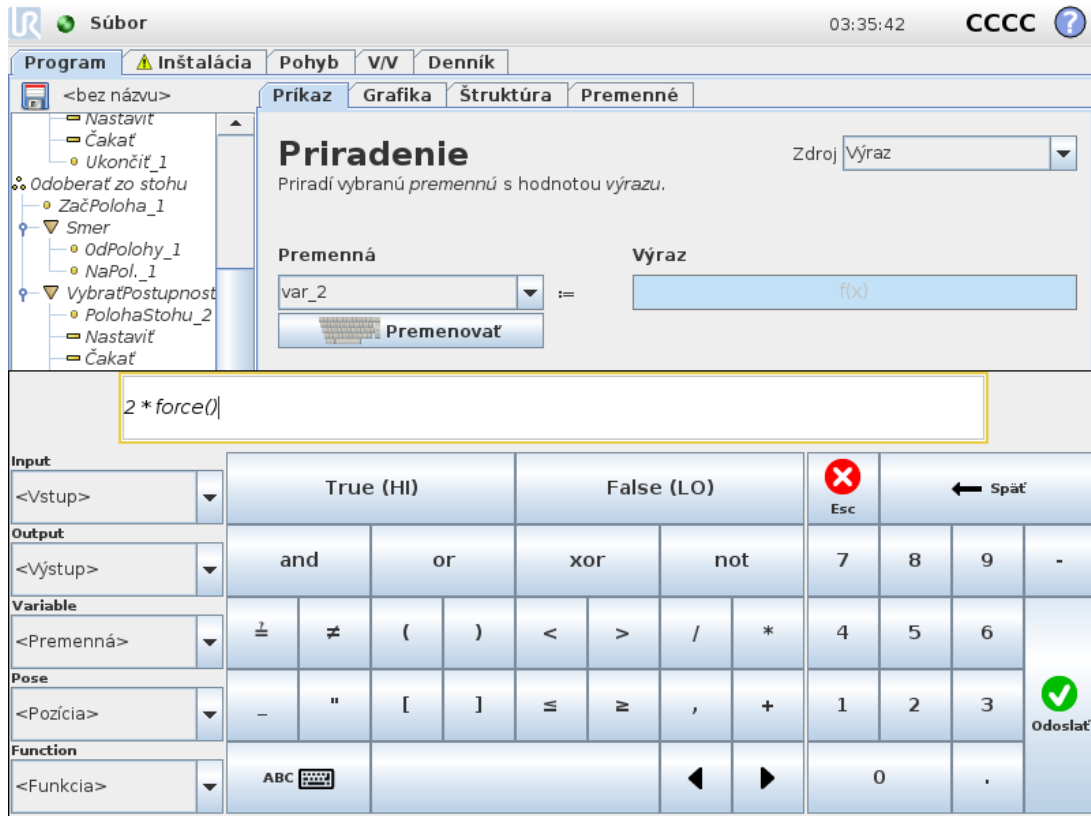 UR Súbor 03:35:42 CCCC ?
Program Inštalácia Pohyb V/V Denník
<bez názvu> Príkaz Grafika Štruktúra Premenné
Nastaviť
Čakať
Ukončiť_1
Odoberať zo stohu
ZačPoloha_1
Smer
OdPolohy_1
NaPol._1
VybraťPostupnosť
PolohaStohu_2
Nastaviť
Čakať
Priradenie
Zdroj Výraz
Priradí vybranú premennú s hodnotou výrazu.
Premenná Výraz
var_2 := f(x)
Premenovať
2 * force()
Input
<Vstup>
Output
<Výstup>
Variable
<Premenná>
Pose
<Pozícia>
Function
<Funkcia>
True (HI) False (LO) Esc Späť
and or xor not 7 8 9 -
≟ ≠ ( ) < > / * 4 5 6
_ " [ ] ≤ ≥ , + 1 2 3 Odoslať
ABC 0 .